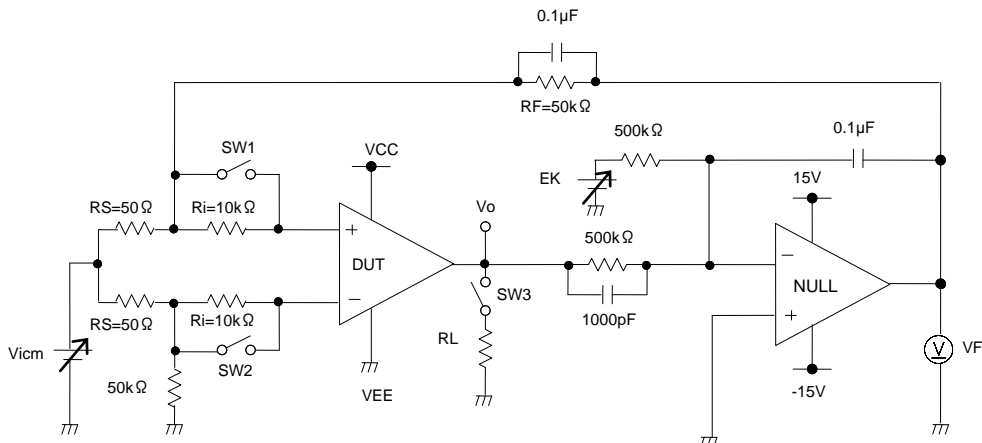 0.1µF
RF=50kΩ
500kΩ
0.1µF
SW1
VCC
EK
15V
RS=50Ω
Ri=10kΩ
Vo
500kΩ
+
DUT
−
−
NULL
+
SW3
RS=50Ω
Ri=10kΩ
1000pF
Vicm
SW2
RL
V
VF
50kΩ
VEE
-15V